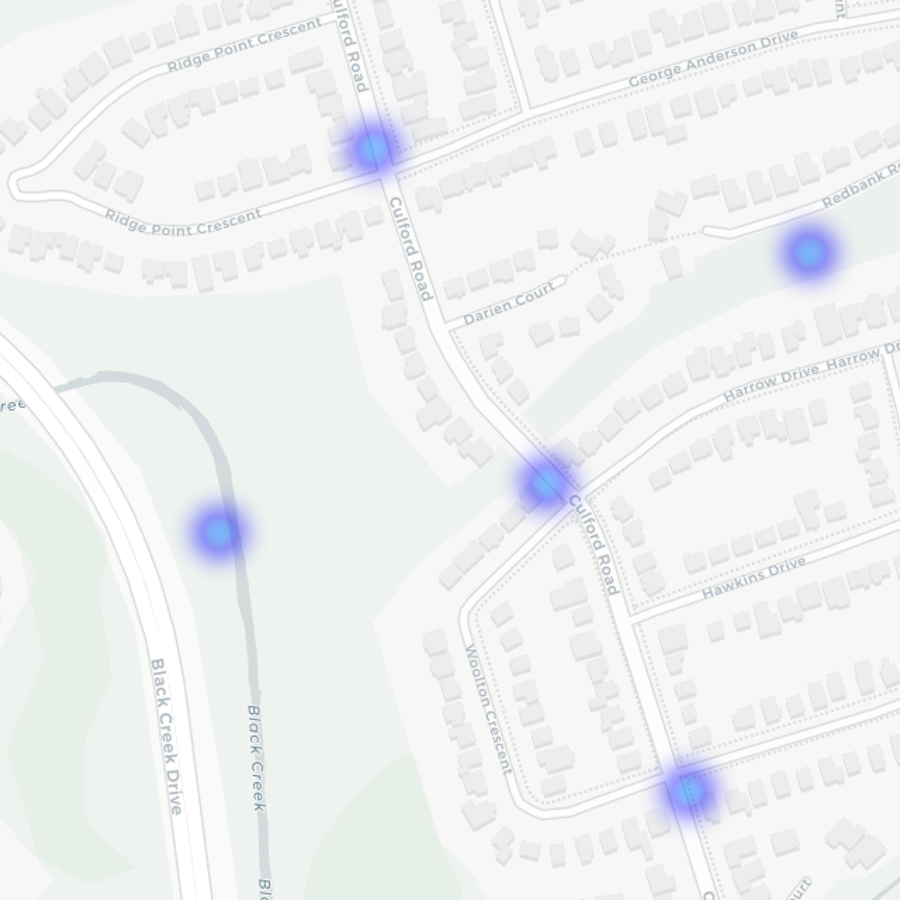 Ridge Point Crescent
Culford Road
George Anderson Drive
Redbank
Ridge Point Crescent
Culford Road
Darien Court
Harrow Drive
Harrow
Culford Road
Hawkins Drive
Woolton Crescent
Black Creek Drive
Black Creek